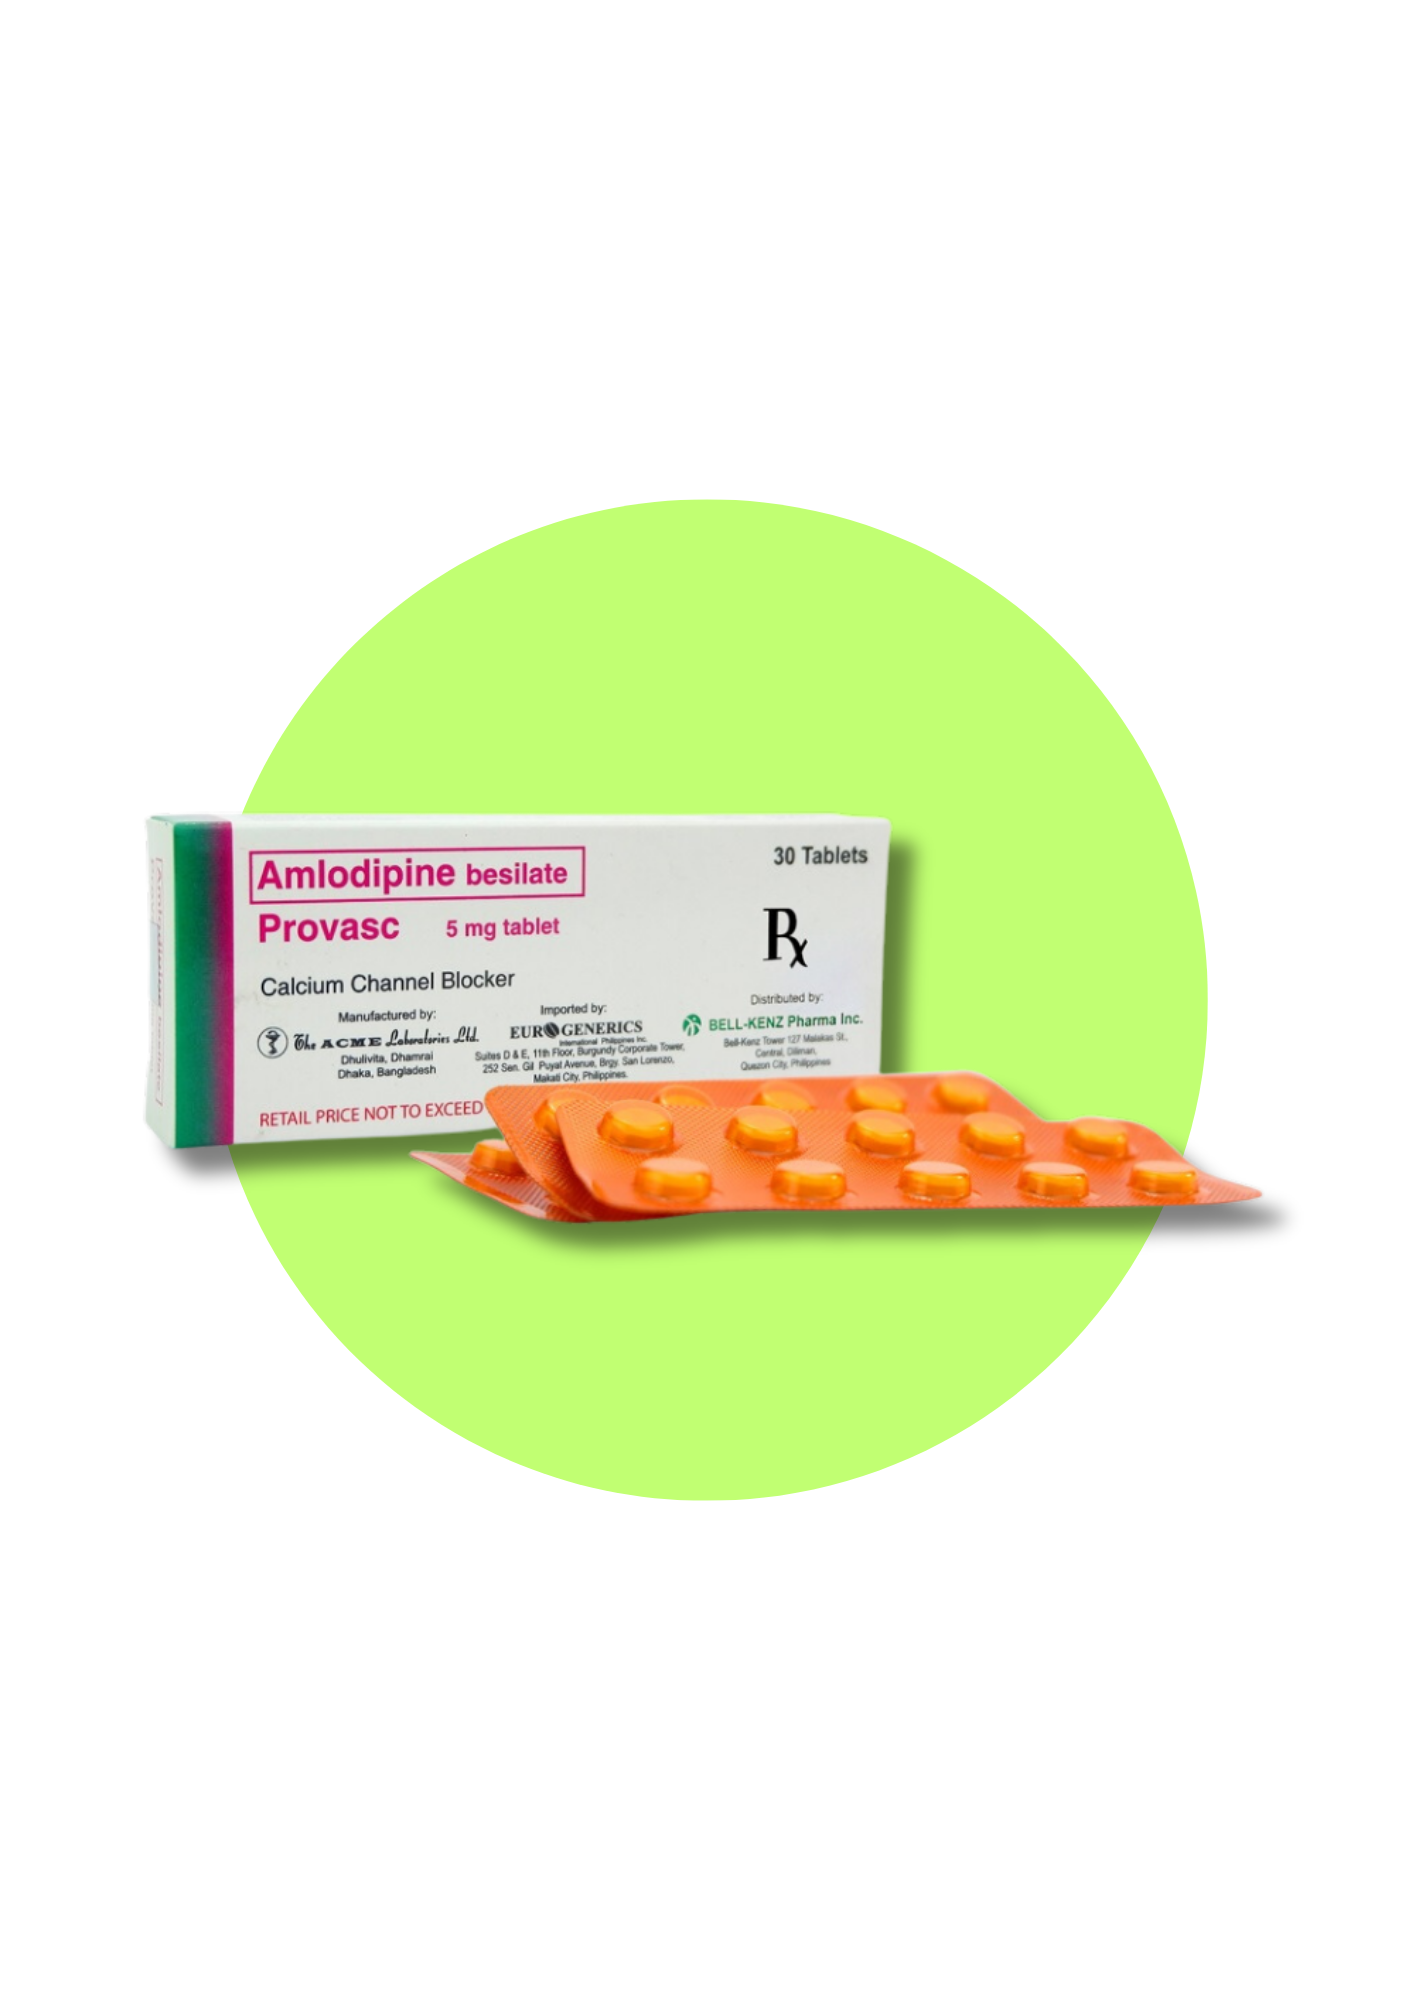 Amlodipine besilate
Provasc 5 mg tablet
Calcium Channel Blocker
30 Tablets
Rx
Manufactured by:
The ACME Laboratories Ltd.
Dhulivita, Dhamrai
Dhaka, Bangladesh
Imported by:
EUROGENERICS
International Philippines Inc.
Suites D & E, 11th Floor, Burgundy Corporate Tower,
252 Sen. Gil Puyat Avenue, Brgy. San Lorenzo,
Makati City, Philippines.
Distributed by:
BELL-KENZ Pharma Inc.
Bell-Kenz Tower 127 Malakas St.,
Central, Diliman,
Quezon City, Philippines
RETAIL PRICE NOT TO EXCEED